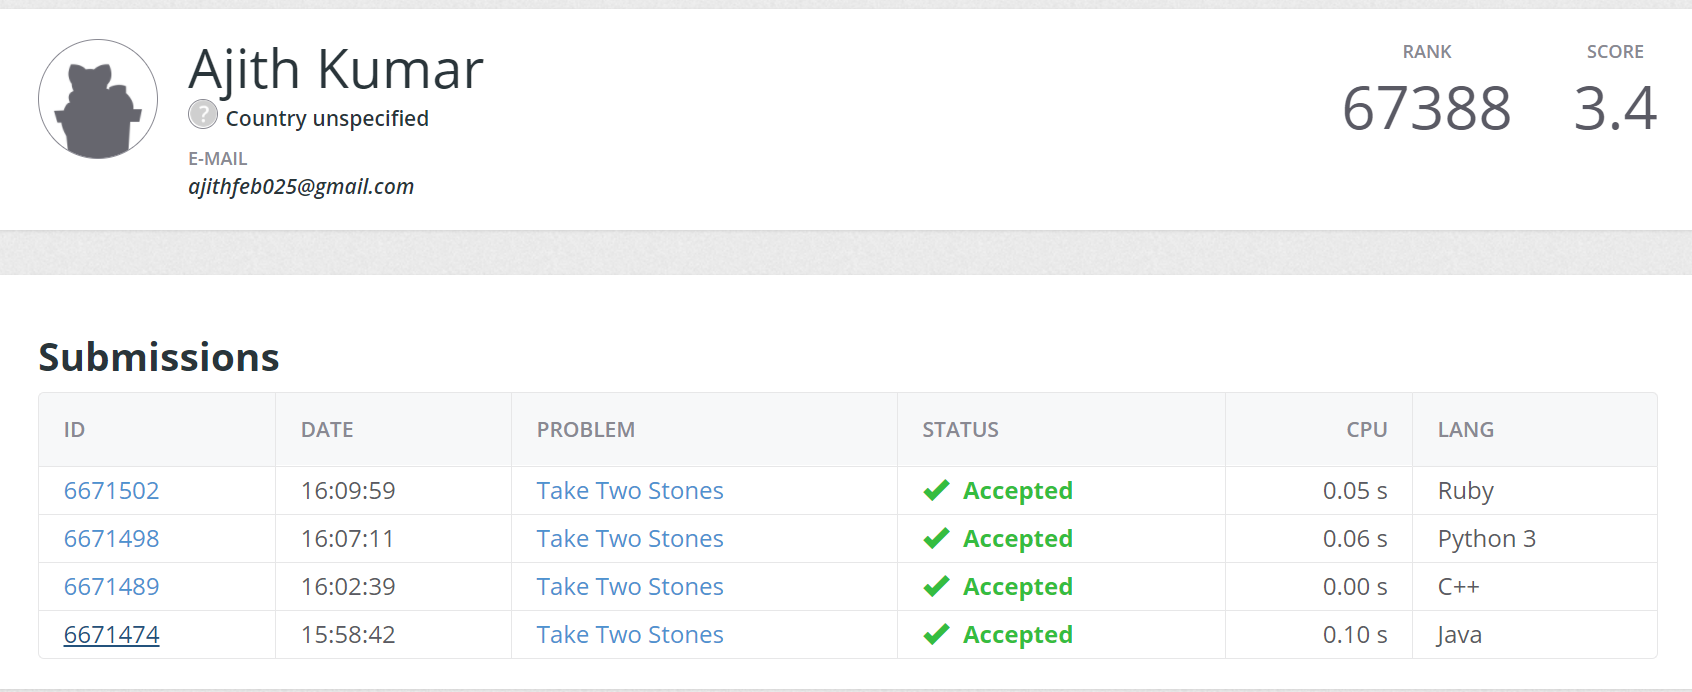 Ajith Kumar
? Country unspecified
E-MAIL
ajithfeb025@gmail.com
RANK
67388
SCORE
3.4
Submissions
ID DATE PROBLEM STATUS CPU LANG
6671502 16:09:59 Take Two Stones Accepted 0.05 s Ruby
6671498 16:07:11 Take Two Stones Accepted 0.06 s Python 3
6671489 16:02:39 Take Two Stones Accepted 0.00 s C++
6671474 15:58:42 Take Two Stones Accepted 0.10 s Java